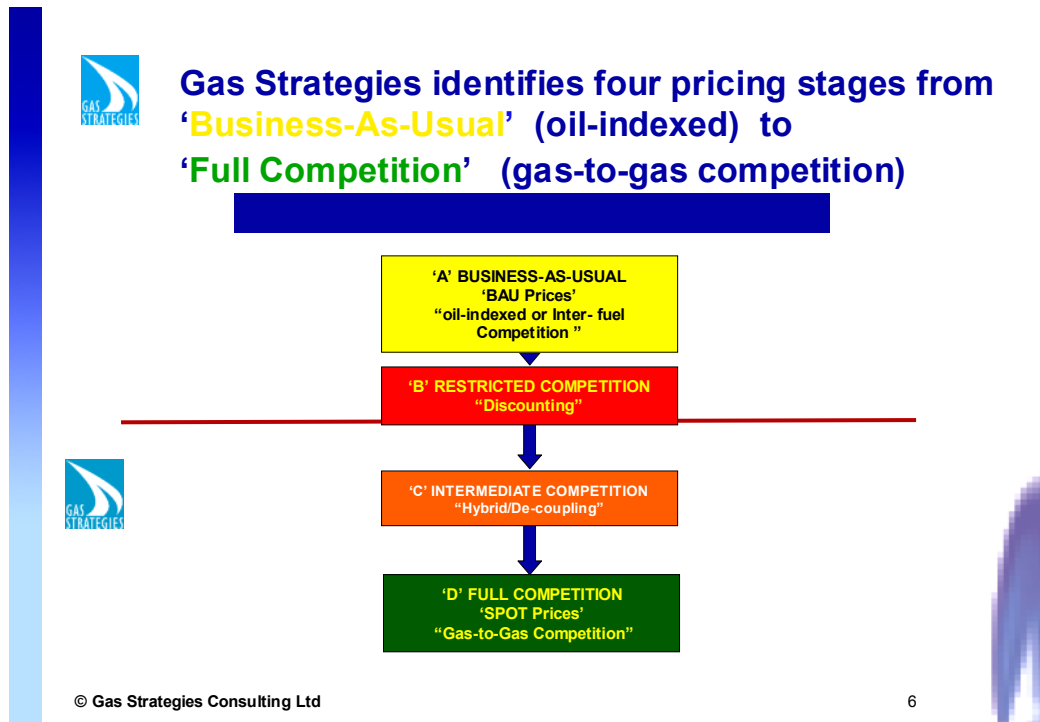 GAS
STRATEGIES
Gas Strategies identifies four pricing stages from
‘Business-As-Usual’ (oil-indexed) to
‘Full Competition’ (gas-to-gas competition)
‘A’ BUSINESS-AS-USUAL
‘BAU Prices’
“oil-indexed or Inter- fuel
Competition ”
‘B’ RESTRICTED COMPETITION
“Discounting”
GAS
STRATEGIES
‘C’ INTERMEDIATE COMPETITION
“Hybrid/De-coupling”
‘D’ FULL COMPETITION
‘SPOT Prices’
“Gas-to-Gas Competition”
© Gas Strategies Consulting Ltd
6